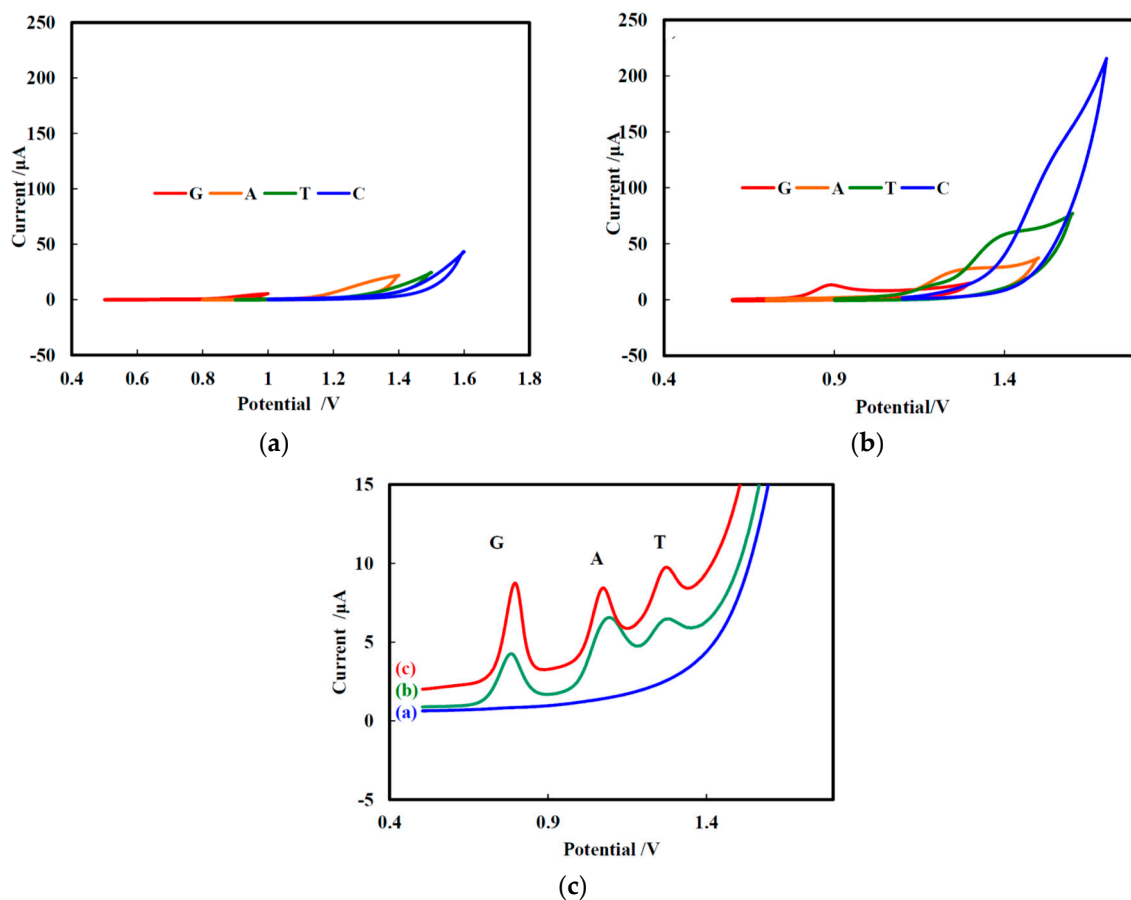 250
200
150
100
50
0
-50
Current /μA
G A T C
0.4 0.6 0.8 1 1.2 1.4 1.6 1.8
Potential /V
(a)
250
200
150
100
50
0
-50
Current /μA
G A T C
0.4 0.9 1.4
Potential/V
(b)
15
10
5
0
-5
Current /μA
G A T
(c)
(b)
(a)
0.4 0.9 1.4
Potential /V
(c)